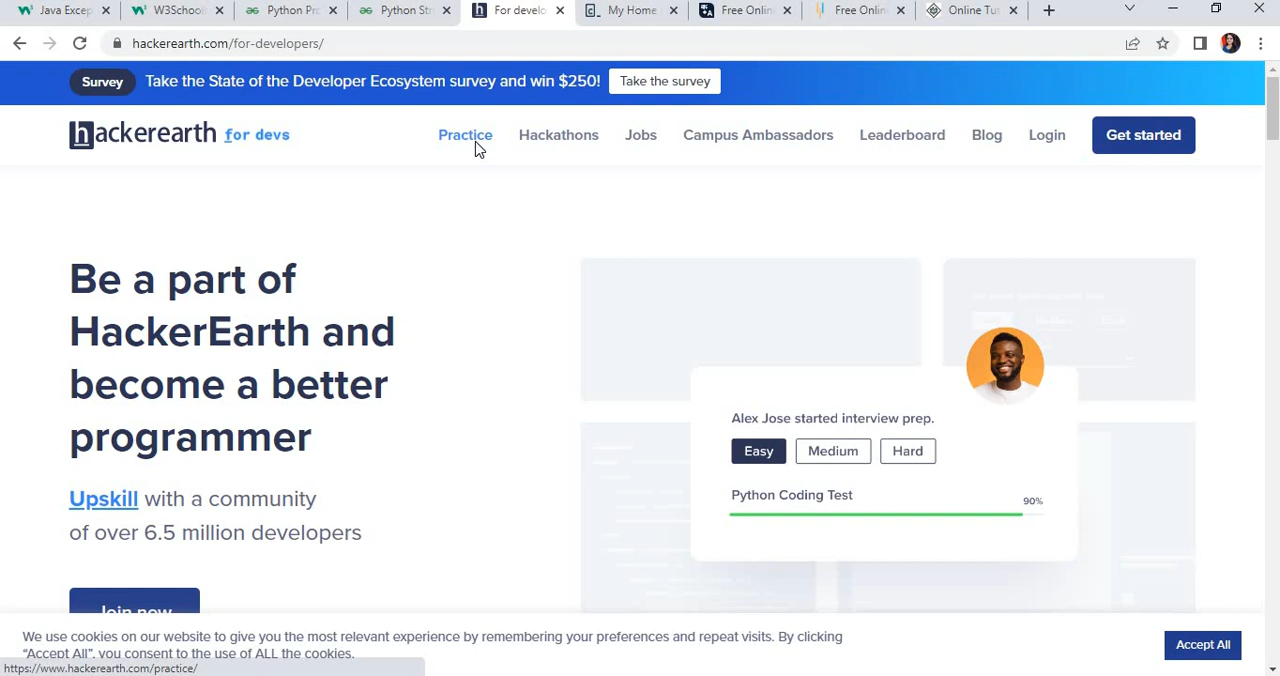 Java Excep
W3School
Python Pro
Python Str
For develo
My Home
Free Onlin
Free Onlin
Online Tut
hackerearth.com/for-developers/
Survey Take the State of the Developer Ecosystem survey and win $250! Take the survey
hackerearth for devs
Practice Hackathons Jobs Campus Ambassadors Leaderboard Blog Login Get started
Be a part of
HackerEarth and
become a better
programmer
Upskill with a community
of over 6.5 million developers
Join now
Alex Jose started interview prep.
Easy Medium Hard
Python Coding Test
90%
We use cookies on our website to give you the most relevant experience by remembering your preferences and repeat visits. By clicking
“Accept All”, you consent to the use of ALL the cookies.
Accept All
https://www.hackerearth.com/practice/